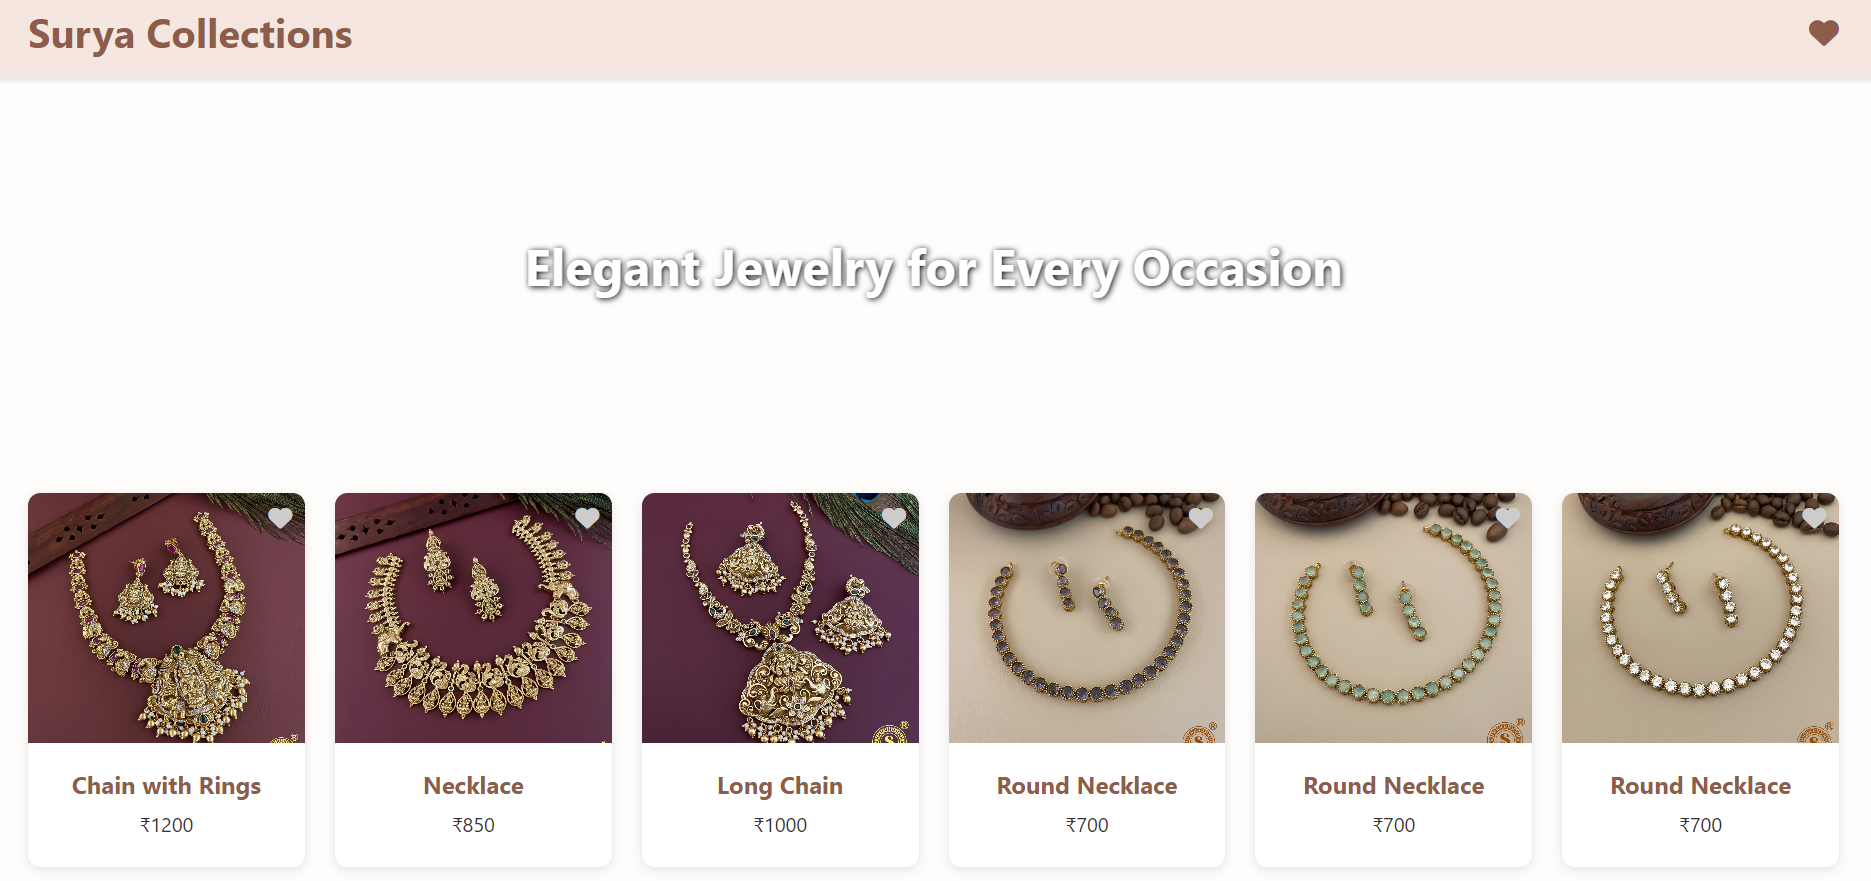 Surya Collections
Elegant Jewelry for Every Occasion
Chain with Rings
₹1200
Necklace
₹850
Long Chain
₹1000
Round Necklace
₹700
Round Necklace
₹700
Round Necklace
₹700